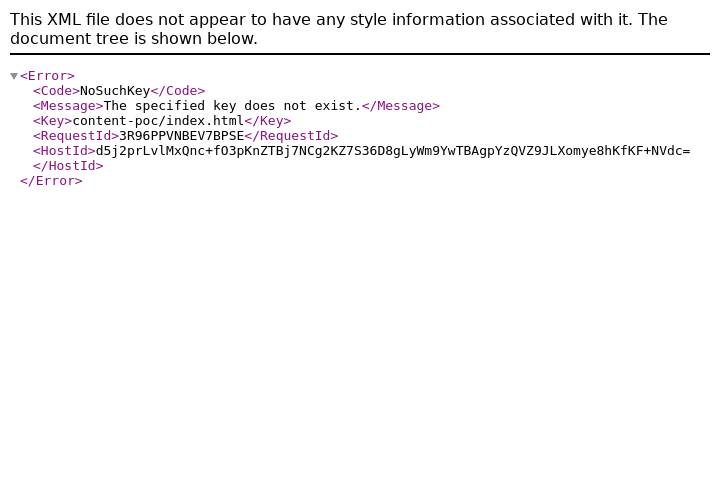 This XML file does not appear to have any style information associated with it. The
document tree is shown below.
<Error>
<Code>NoSuchKey</Code>
<Message>The specified key does not exist.</Message>
<Key>content-poc/index.html</Key>
<RequestId>3R96PPVNBEV7BPSE</RequestId>
<HostId>d5j2prLvlMxQnc+fO3pKnZTBj7NCg2KZ7S36D8gLyWm9YwTBAgpYzQVZ9JLXomye8hKfKF+NVdc=
</HostId>
</Error>